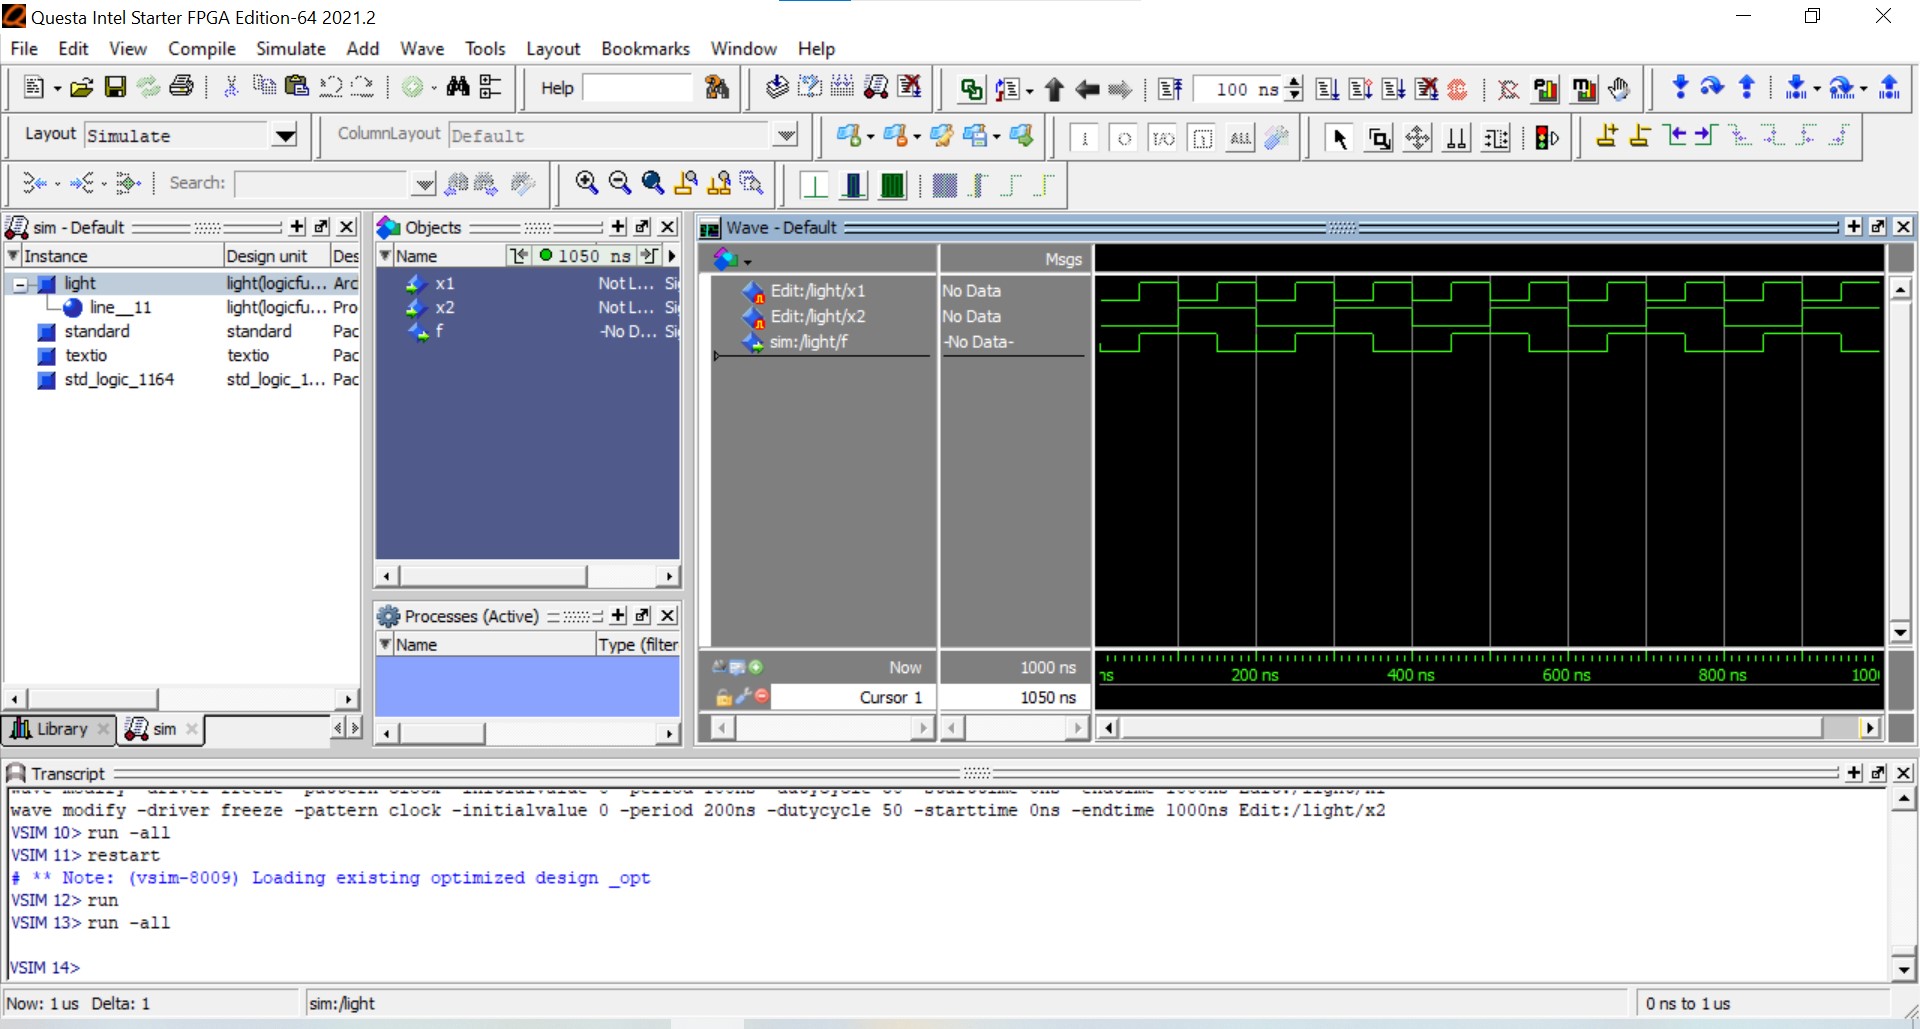 Questa Intel Starter FPGA Edition-64 2021.2
File Edit View Compile Simulate Add Wave Tools Layout Bookmarks Window Help
Help 100 ns
Layout Simulate ColumnLayout Default ALL
Search:
sim - Default
Instance Design unit Des
light light(logicfu... Arc
line__11 light(logicfu... Pro
standard standard Pac
textio textio Pac
std_logic_1164 std_logic_1... Pac
Library sim
Objects
Name 1050 ns
x1 Not L... Si
x2 Not L... Si
f -No D... Si
Processes (Active)
Name Type (filter
Wave - Default
Msgs
Edit:/light/x1 No Data
Edit:/light/x2 No Data
sim:/light/f -No Data-
Now 1000 ns
Cursor 1 1050 ns
ns 200 ns 400 ns 600 ns 800 ns 100
Transcript
wave modify -driver freeze -pattern clock -initialvalue 0 -period 200ns -dutycycle 50 -starttime 0ns -endtime 1000ns Edit:/light/x2
VSIM 10> run -all
VSIM 11> restart
# ** Note: (vsim-8009) Loading existing optimized design _opt
VSIM 12> run
VSIM 13> run -all
VSIM 14>
Now: 1 us Delta: 1 sim:/light 0 ns to 1 us